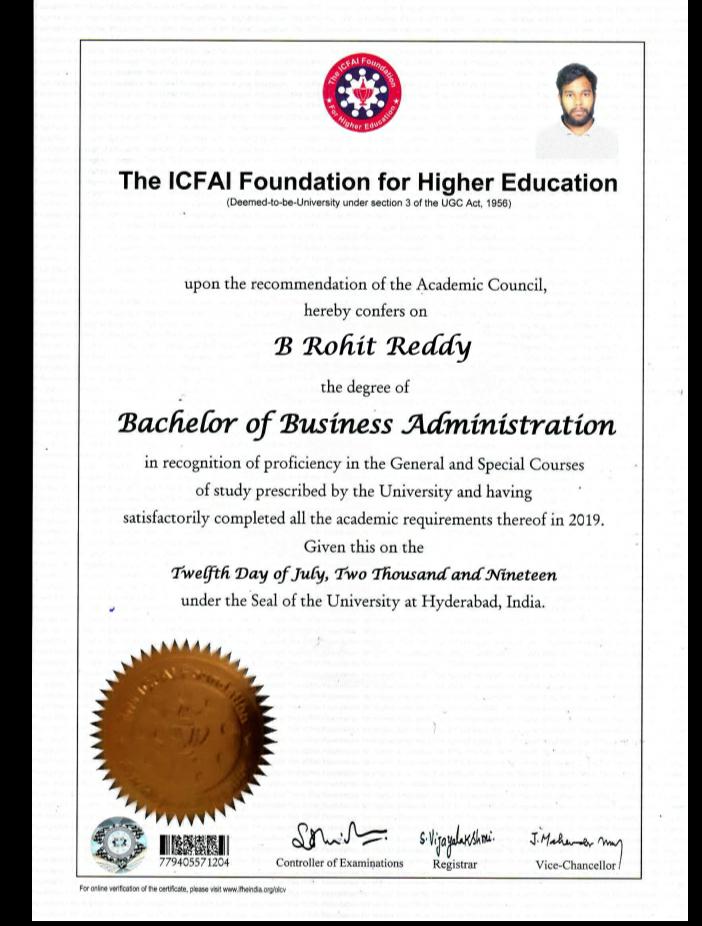 The ICFAI Foundation
For Higher Education
The ICFAI Foundation for Higher Education
(Deemed-to-be-University under section 3 of the UGC Act, 1956)
upon the recommendation of the Academic Council,
hereby confers on
B Rohit Reddy
the degree of
Bachelor of Business Administration
in recognition of proficiency in the General and Special Courses
of study prescribed by the University and having
satisfactorily completed all the academic requirements thereof in 2019.
Given this on the
Twelfth Day of July, Two Thousand and Nineteen
under the Seal of the University at Hyderabad, India.
S. Vijayalakshmi.
779405571204
Controller of Examinations
Registrar
Vice-Chancellor
For online verification of the certificate, please visit www.ifheindia.org/olcv